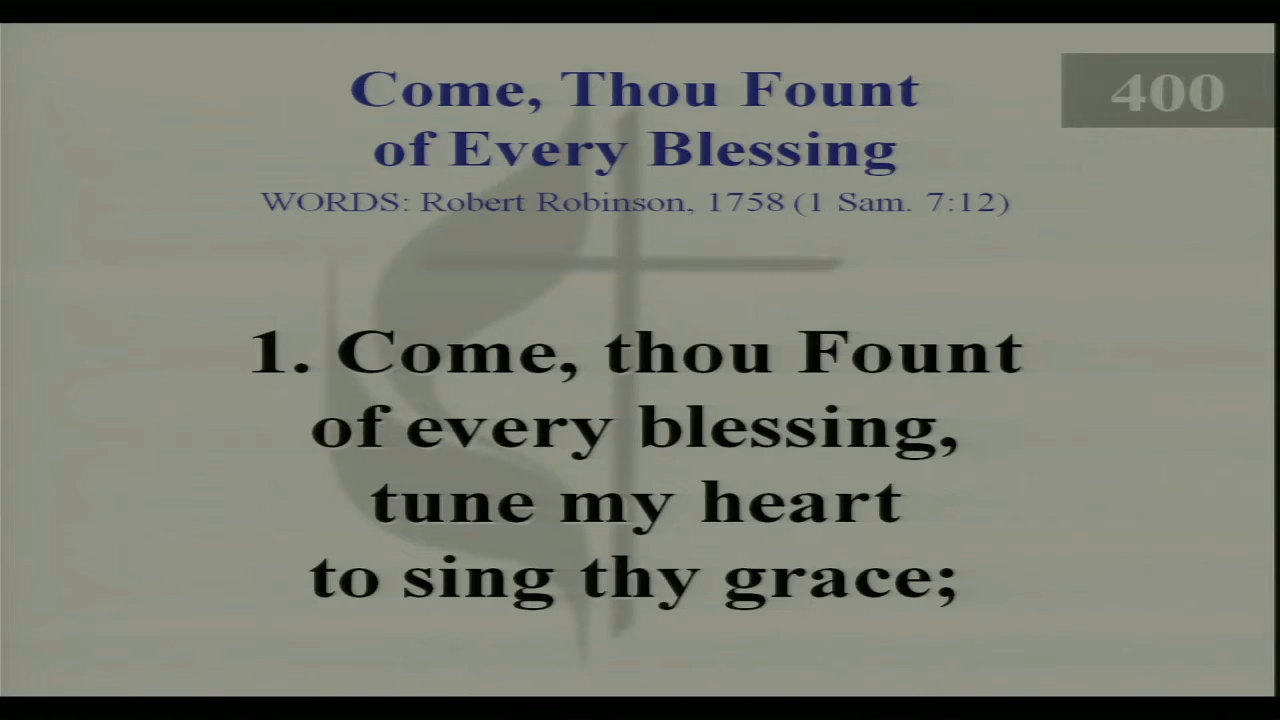 Come, Thou Fount
of Every Blessing
400
WORDS: Robert Robinson, 1758 (1 Sam. 7:12)
1. Come, thou Fount
of every blessing,
tune my heart
to sing thy grace;